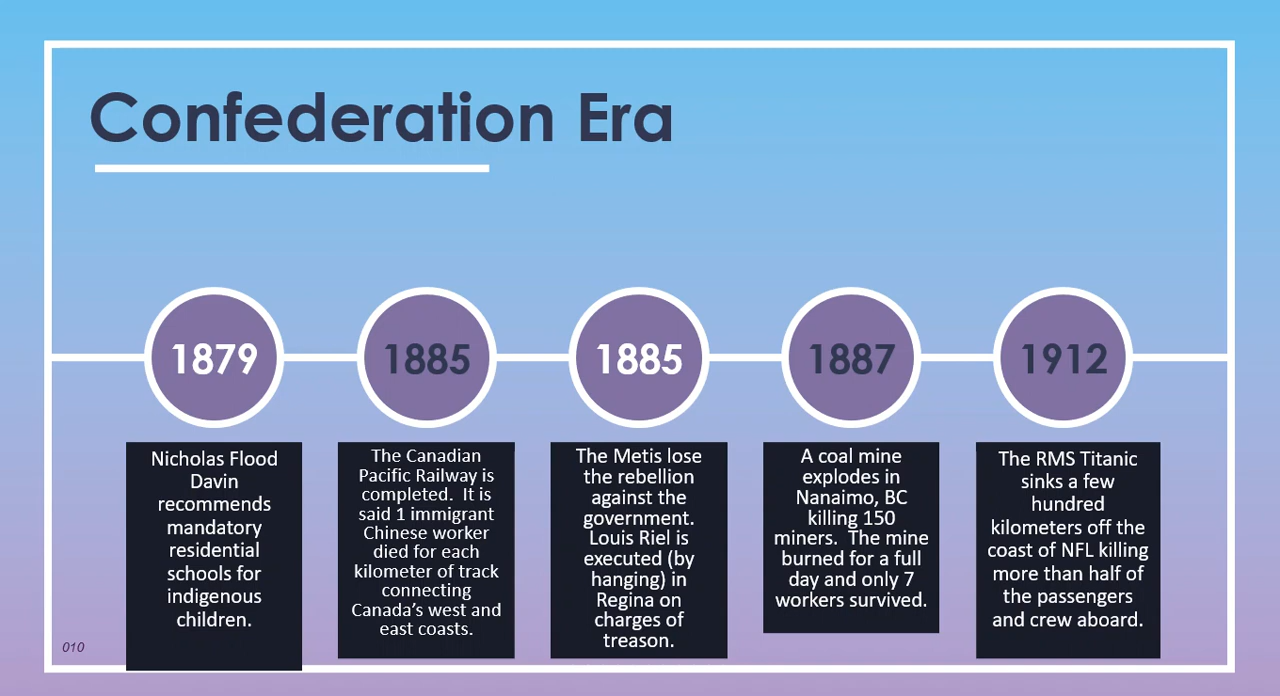 Confederation Era
1879
1885
1885
1887
1912
Nicholas Flood
Davin
recommends
mandatory
residential
schools for
indigenous
children.
The Canadian
Pacific Railway is
completed.  It is
said 1 immigrant
Chinese worker
died for each
kilometer of track
connecting
Canada’s west and
east coasts.
The Metis lose
the rebellion
against the
government.
Louis Riel is
executed (by
hanging) in
Regina on
charges of
treason.
A coal mine
explodes in
Nanaimo, BC
killing 150
miners.  The mine
burned for a full
day and only 7
workers survived.
The RMS Titanic
sinks a few
hundred
kilometers off the
coast of NFL killing
more than half of
the passengers
and crew aboard.
010